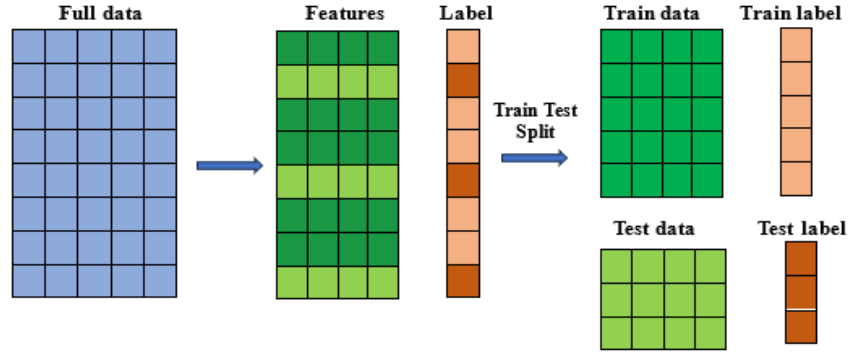 Full data
Features
Label
Train data
Train label
Train Test
Split
Test data
Test label